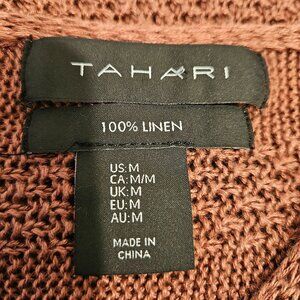 TAHARI
100% LINEN
US:M
CA:M/M
UK:M
EU:M
AU:M
MADE IN
CHINA